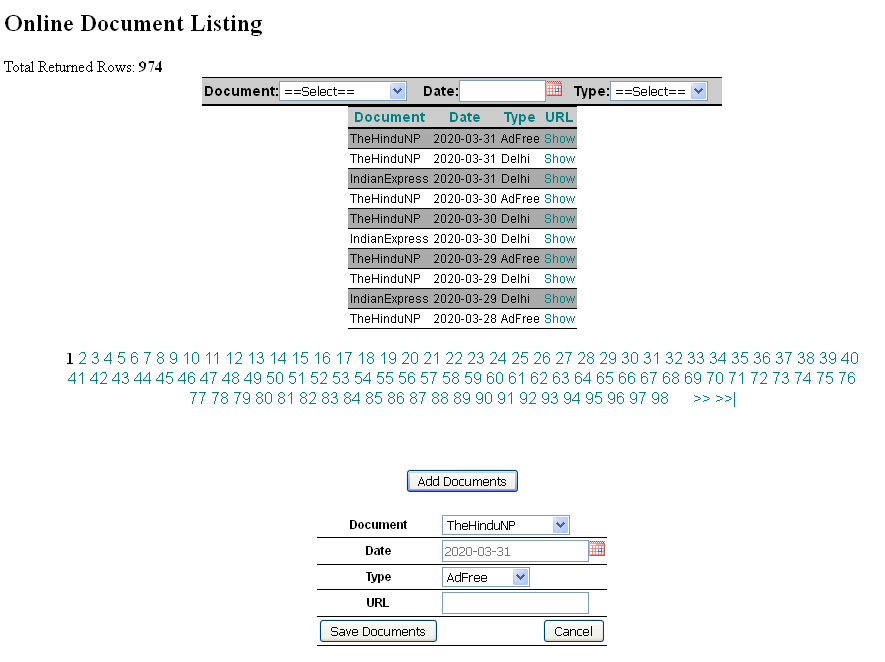 Online Document Listing
Total Returned Rows: 974
Document: ==Select== Date: Type: ==Select==
Document Date Type URL
TheHinduNP 2020-03-31 AdFree Show
TheHinduNP 2020-03-31 Delhi Show
IndianExpress 2020-03-31 Delhi Show
TheHinduNP 2020-03-30 AdFree Show
TheHinduNP 2020-03-30 Delhi Show
IndianExpress 2020-03-30 Delhi Show
TheHinduNP 2020-03-29 AdFree Show
TheHinduNP 2020-03-29 Delhi Show
IndianExpress 2020-03-29 Delhi Show
TheHinduNP 2020-03-28 AdFree Show
1 2 3 4 5 6 7 8 9 10 11 12 13 14 15 16 17 18 19 20 21 22 23 24 25 26 27 28 29 30 31 32 33 34 35 36 37 38 39 40
41 42 43 44 45 46 47 48 49 50 51 52 53 54 55 56 57 58 59 60 61 62 63 64 65 66 67 68 69 70 71 72 73 74 75 76
77 78 79 80 81 82 83 84 85 86 87 88 89 90 91 92 93 94 95 96 97 98 >> >>|
Add Documents
Document TheHinduNP
Date 2020-03-31
Type AdFree
URL
Save Documents Cancel